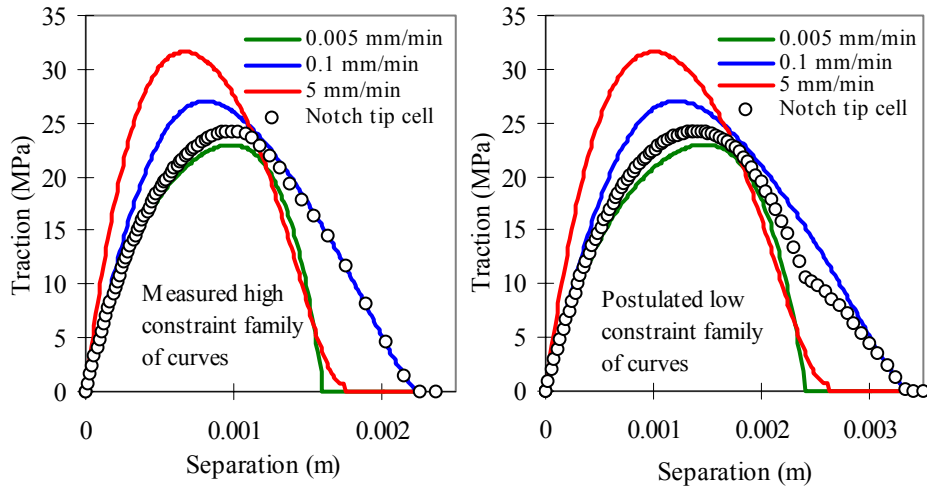 35
30
25
20
15
10
5
0
Traction (MPa)
0.005 mm/min
0.1 mm/min
5 mm/min
Notch tip cell
Measured high
constraint family
of curves
0 0.001 0.002
Separation (m)
35
30
25
20
15
10
5
0
Traction (MPa)
0.005 mm/min
0.1 mm/min
5 mm/min
Notch tip cell
Postulated low
constraint family
of curves
0 0.001 0.002 0.003
Separation (m)